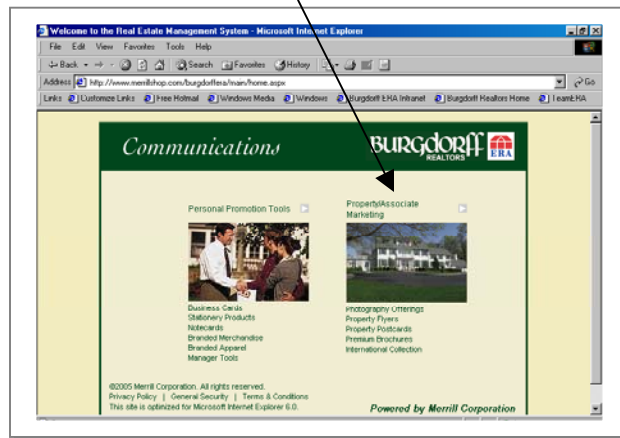 Welcome to the Real Estate Management System - Microsoft Internet Explorer
File Edit View Favorites Tools Help
Back Search Favorites History
Address http://www.merrillshop.com/burgdorffera/main/home.aspx Go
Links Customize Links Free Hotmail Windows Media Windows Burgdorff ERA Intranet Burgdorff Realtors Home TeamERA
Communications BURGDORFF REALTORS ERA
Personal Promotion Tools
Business Cards
Stationery Products
Notecards
Branded Merchandise
Branded Apparel
Manager Tools
Property/Associate
Marketing
Photography Offerings
Property Flyers
Property Postcards
Premium Brochures
International Collection
©2005 Merrill Corporation. All rights reserved.
Privacy Policy | General Security | Terms & Conditions
This site is optimized for Microsoft Internet Explorer 6.0.
Powered by Merrill Corporation